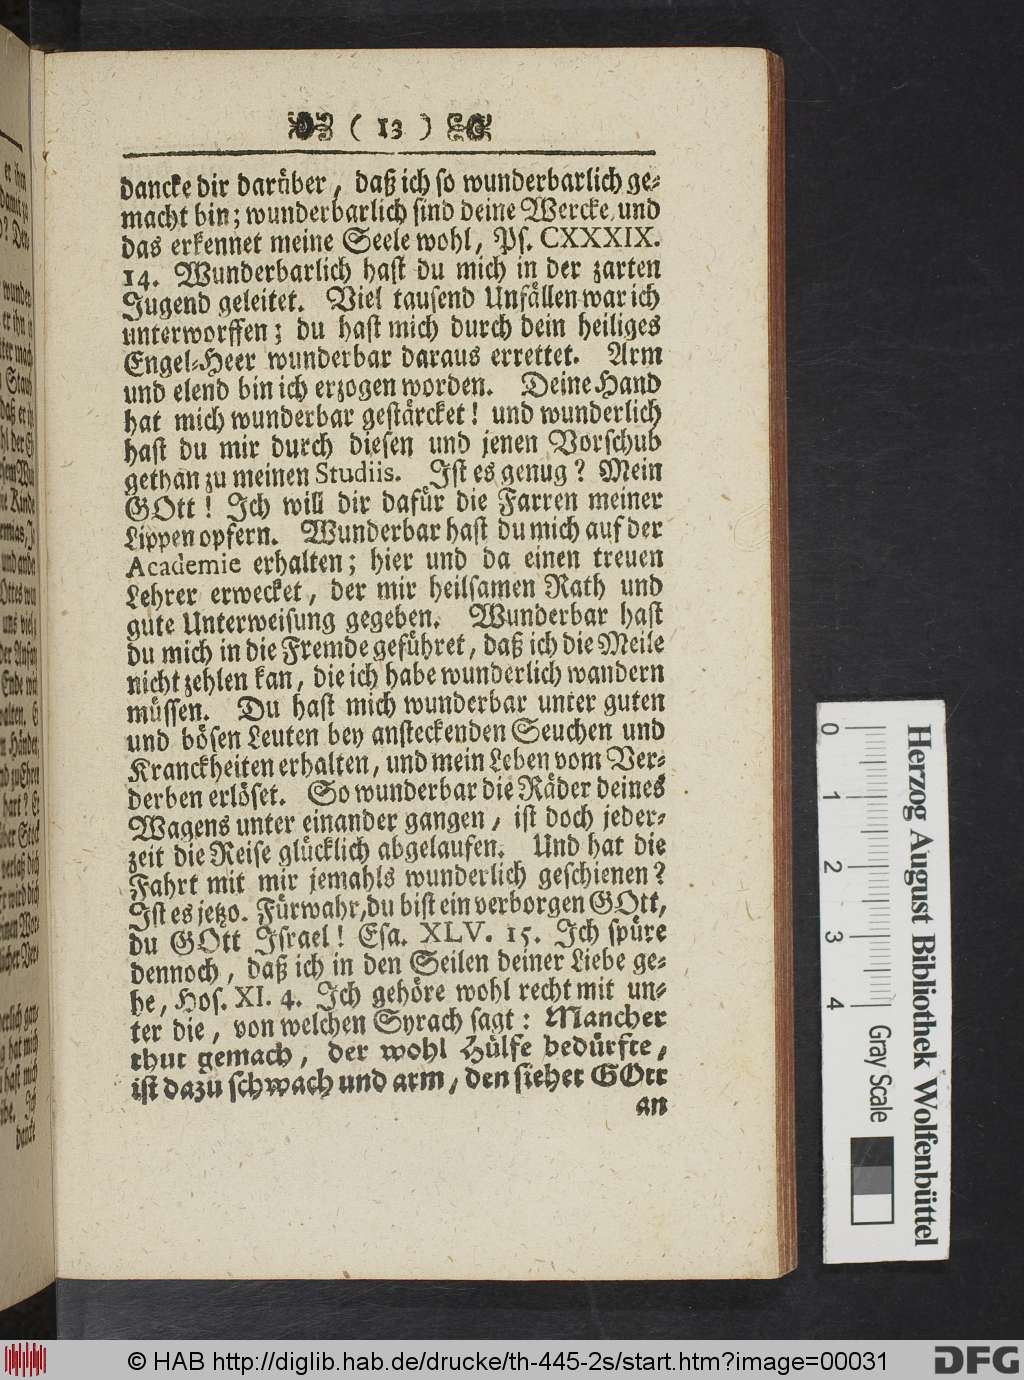 ( 13 )
dancke dir darüber, daß ich so wunderbarlich ge-
macht bin; wunderbarlich sind deine Wercke, und
das erkennet meine Seele wohl, Ps. CXXXIX.
14. Wunderbarlich hast du mich in der zarten
Jugend geleitet. Viel tausend Unfällen war ich
unterworffen; du hast mich durch dein heiliges
Engel-Heer wunderbar daraus errettet. Arm
und elend bin ich erzogen worden. Deine Hand
hat mich wunderbar gestärcket! und wunderlich
hast du mir durch diesen und jenen Vorschub
gethan zu meinen Studiis. Ist es genug? Mein
GOtt! Ich will dir dafür die Farren meiner
Lippen opfern. Wunderbar hast du mich auf der
Academie erhalten; hier und da einen treuen
Lehrer erwecket, der mir heilsamen Rath und
gute Unterweisung gegeben. Wunderbar hast
du mich in die Fremde geführet, daß ich die Meile
nicht zehlen kan, die ich habe wunderlich wandern
müssen. Du hast mich wunderbar unter guten
und bösen Leuten bey ansteckenden Seuchen und
Kranckheiten erhalten, und mein Leben vom Ver-
derben erlöset. So wunderbar die Räder deines
Wagens unter einander gangen, ist doch jeder-
zeit die Reise glücklich abgelaufen. Und hat die
Fahrt mit mir jemahls wunderlich geschienen?
Ist es jetzo. Fürwahr, du bist ein verborgen GOtt,
du GOtt Israel! Esa. XLV. 15. Ich spüre
dennoch, daß ich in den Seilen deiner Liebe ge-
he, Hos. XI. 4. Ich gehöre wohl recht mit un-
ter die, von welchen Syrach sagt: Mancher
thut gemach, der wohl Hülfe bedürfte,
ist dazu schwach und arm, den siehet GOtt
an
0 1 2 3 4
Gray Scale
Herzog August Bibliothek Wolfenbüttel
© HAB http://diglib.hab.de/drucke/th-445-2s/start.htm?image=00031
DFG